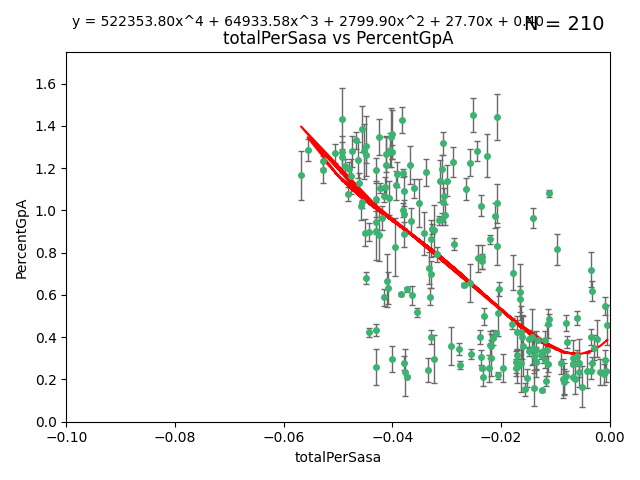 y = 522353.80x^4 + 64933.58x^3 + 2799.90x^2 + 27.70x + 0.40
N = 210
totalPerSasa vs PercentGpA
PercentGpA
1.6
1.4
1.2
1.0
0.8
0.6
0.4
0.2
0.0
−0.10 −0.08 −0.06 −0.04 −0.02 0.00
totalPerSasa